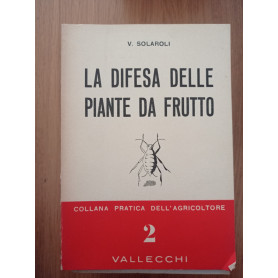 V. SOLAROLI
LA DIFESA DELLE
PIANTE DA FRUTTO
COLLANA PRATICA DELL'AGRICOLTORE
2
VALLECCHI